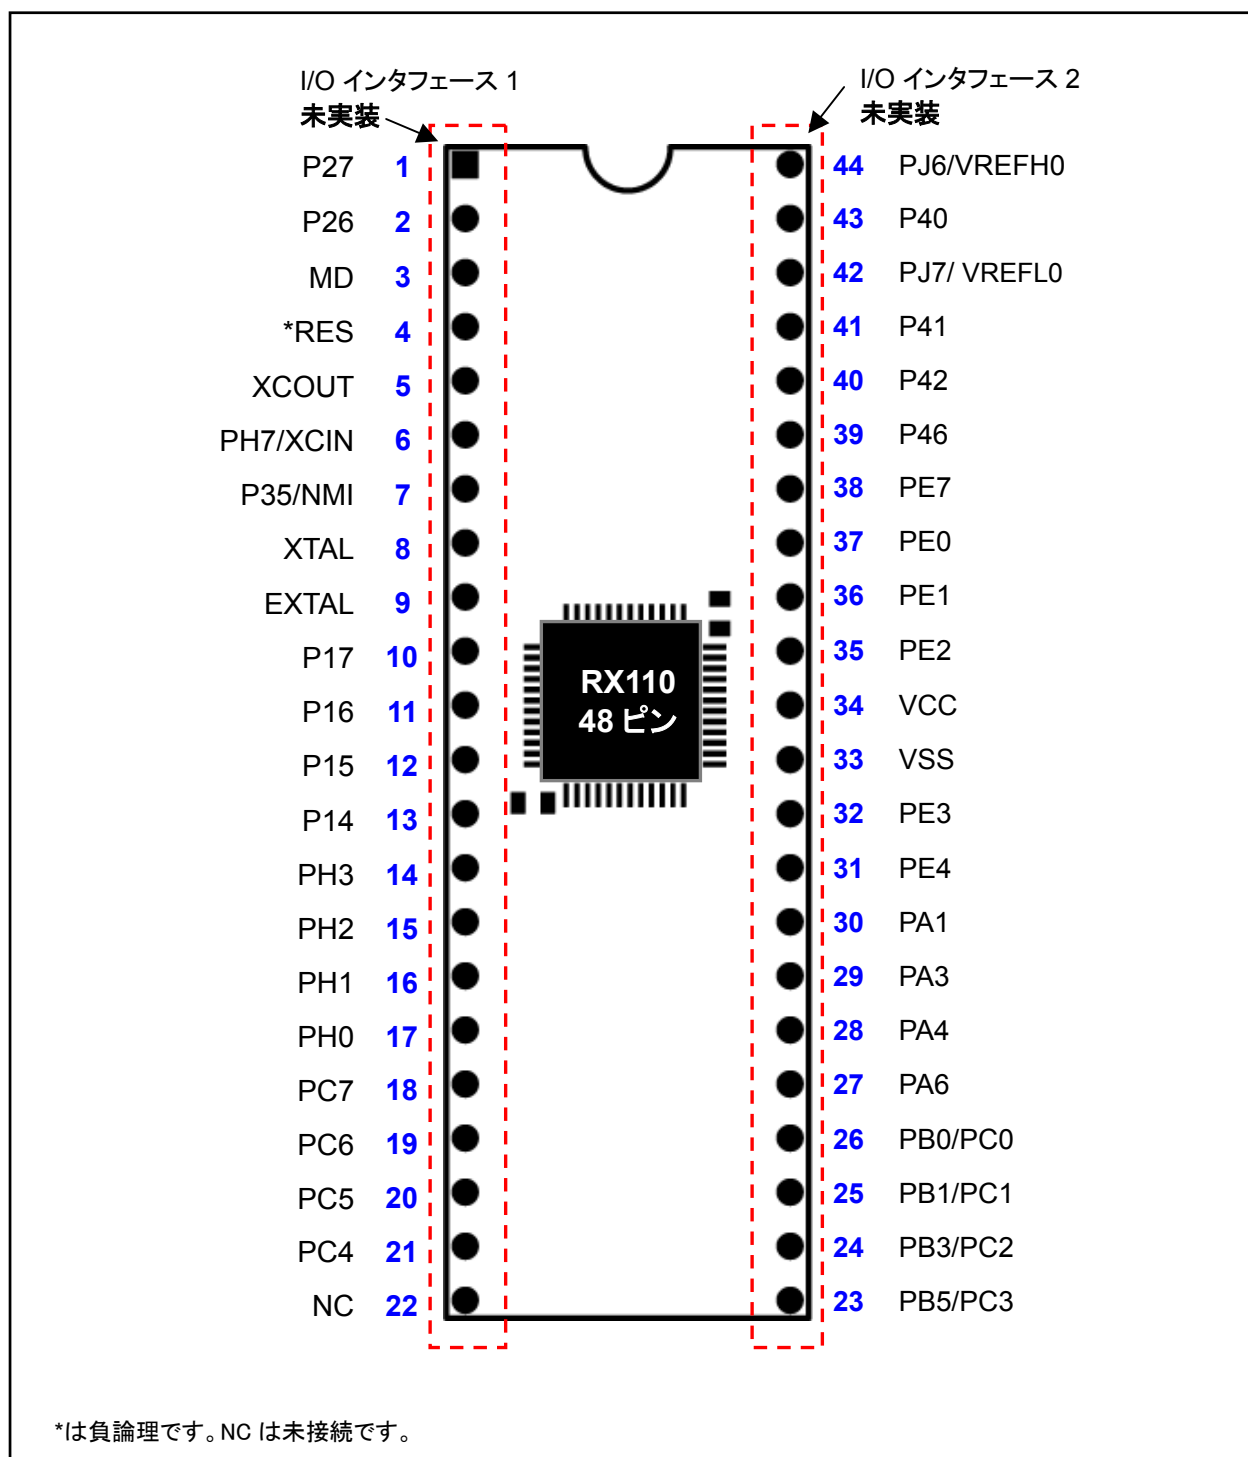 I/O インタフェース 1
未実装
I/O インタフェース 2
未実装
P27 1
P26 2
MD 3
*RES 4
XCOUT 5
PH7/XCIN 6
P35/NMI 7
XTAL 8
EXTAL 9
P17 10
P16 11
P15 12
P14 13
PH3 14
PH2 15
PH1 16
PH0 17
PC7 18
PC6 19
PC5 20
PC4 21
NC 22
RX110
48 ピン
44 PJ6/VREFH0
43 P40
42 PJ7/ VREFL0
41 P41
40 P42
39 P46
38 PE7
37 PE0
36 PE1
35 PE2
34 VCC
33 VSS
32 PE3
31 PE4
30 PA1
29 PA3
28 PA4
27 PA6
26 PB0/PC0
25 PB1/PC1
24 PB3/PC2
23 PB5/PC3
*は負論理です。NC は未接続です。